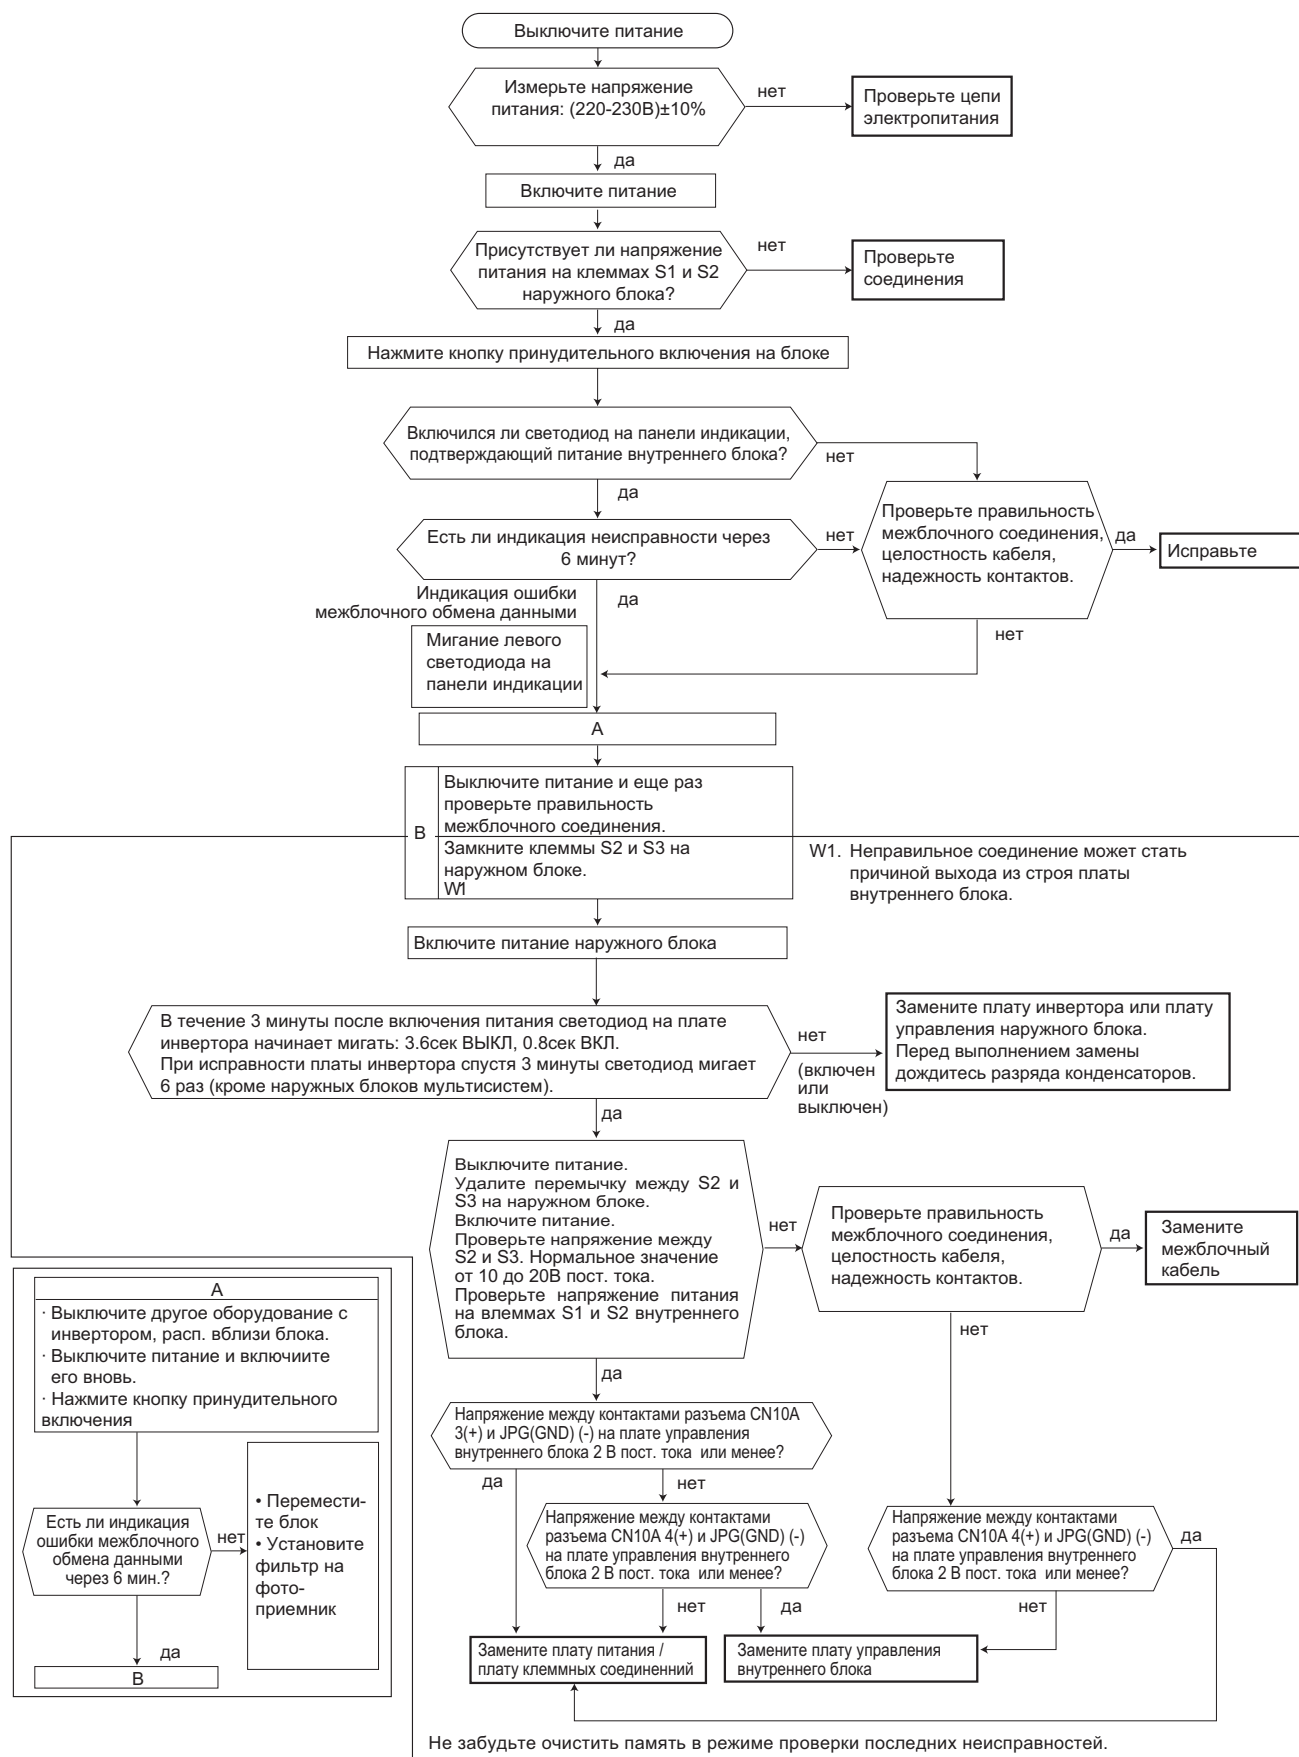 Выключите питание
Измерьте напряжение
питания: (220-230В)±10%
нет
Проверьте цепи
электропитания
да
Включите питание
Присутствует ли напряжение
питания на клеммах S1 и S2
наружного блока?
нет
Проверьте
соединения
да
Нажмите кнопку принудительного включения на блоке
Включился ли светодиод на панели индикации,
подтверждающий питание внутреннего блока?
нет
да
Есть ли индикация неисправности через
6 минут?
нет
Проверьте правильность
межблочного соединения,
целостность кабеля,
надежность контактов.
да
Исправьте
Индикация ошибки
межблочного обмена данными
да
нет
Мигание левого
светодиода на
панели индикации
A
B
Выключите питание и еще раз
проверьте правильность
межблочного соединения.
Замкните клеммы S2 и S3 на
наружном блоке.
W1
W1. Неправильное соединение может стать
причиной выхода из строя платы
внутреннего блока.
Включите питание наружного блока
В течение 3 минуты после включения питания светодиод на плате
инвертора начинает мигать: 3.6сек ВЫКЛ, 0.8сек ВКЛ.
При исправности платы инвертора спустя 3 минуты светодиод мигает
6 раз (кроме наружных блоков мультисистем).
нет
(включен
или
выключен)
Замените плату инвертора или плату
управления наружного блока.
Перед выполнением замены
дождитесь разряда конденсаторов.
да
Выключите питание.
Удалите перемычку между S2 и
S3 на наружном блоке.
Включите питание.
Проверьте напряжение между
S2 и S3. Нормальное значение
от 10 до 20В пост. тока.
Проверьте напряжение питания
на влеммах S1 и S2 внутреннего
блока.
нет
Проверьте правильность
межблочного соединения,
целостность кабеля,
надежность контактов.
да
Замените
межблочный
кабель
нет
да
A
· Выключите другое оборудование с
инвертором, расп. вблизи блока.
· Выключите питание и включиите
его вновь.
· Нажмите кнопку принудительного
включения
Есть ли индикация
ошибки межблочного
обмена данными
через 6 мин.?
нет
• Перемести-
те блок
• Установите
фильтр на
фото-
приемник
да
B
Напряжение между контактами разъема CN10A
3(+) и JPG(GND) (-) на плате управления
внутреннего блока 2 В пост. тока или менее?
да
нет
Напряжение между контактами
разъема CN10A 4(+) и JPG(GND) (-)
на плате управления внутреннего
блока 2 В пост. тока или менее?
нет
да
Напряжение между контактами
разъема CN10A 4(+) и JPG(GND) (-)
на плате управления внутреннего
блока 2 В пост. тока или менее?
да
нет
Замените плату питания /
плату клеммных соединенний
Замените плату управления
внутреннего блока
Не забудьте очистить память в режиме проверки последних неисправностей.